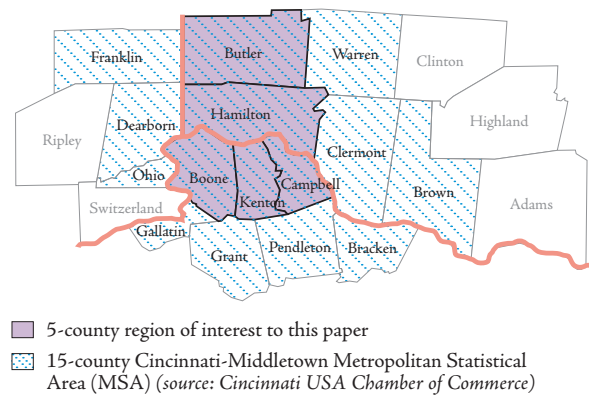 Franklin
Butler
Warren
Clinton
Ripley
Dearborn
Hamilton
Highland
Ohio
Boone
Kenton
Campbell
Clermont
Brown
Adams
Switzerland
Gallatin
Grant
Pendleton
Bracken
5-county region of interest to this paper
15-county Cincinnati-Middletown Metropolitan Statistical
Area (MSA) (source: Cincinnati USA Chamber of Commerce)